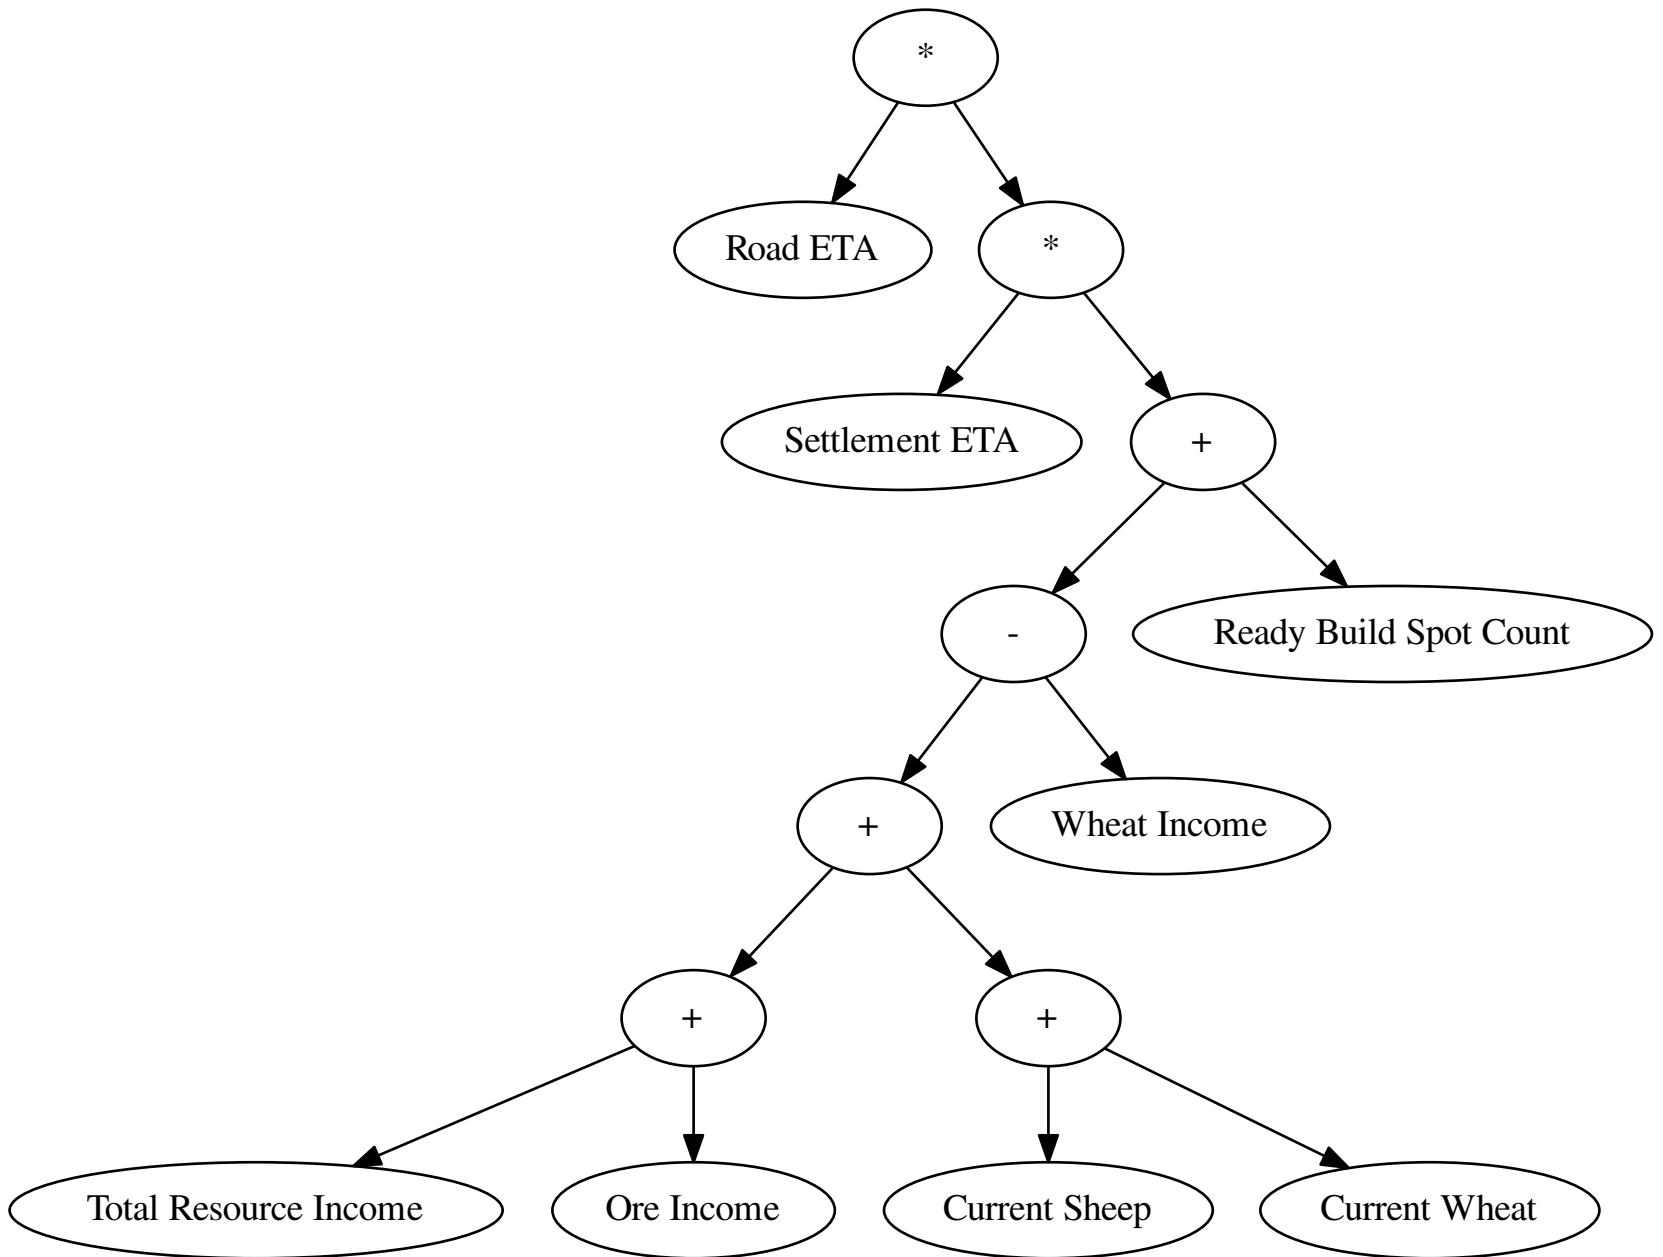 *
Road ETA
*
Settlement ETA
+
-
Ready Build Spot Count
+
Wheat Income
+
+
Total Resource Income
Ore Income
Current Sheep
Current Wheat